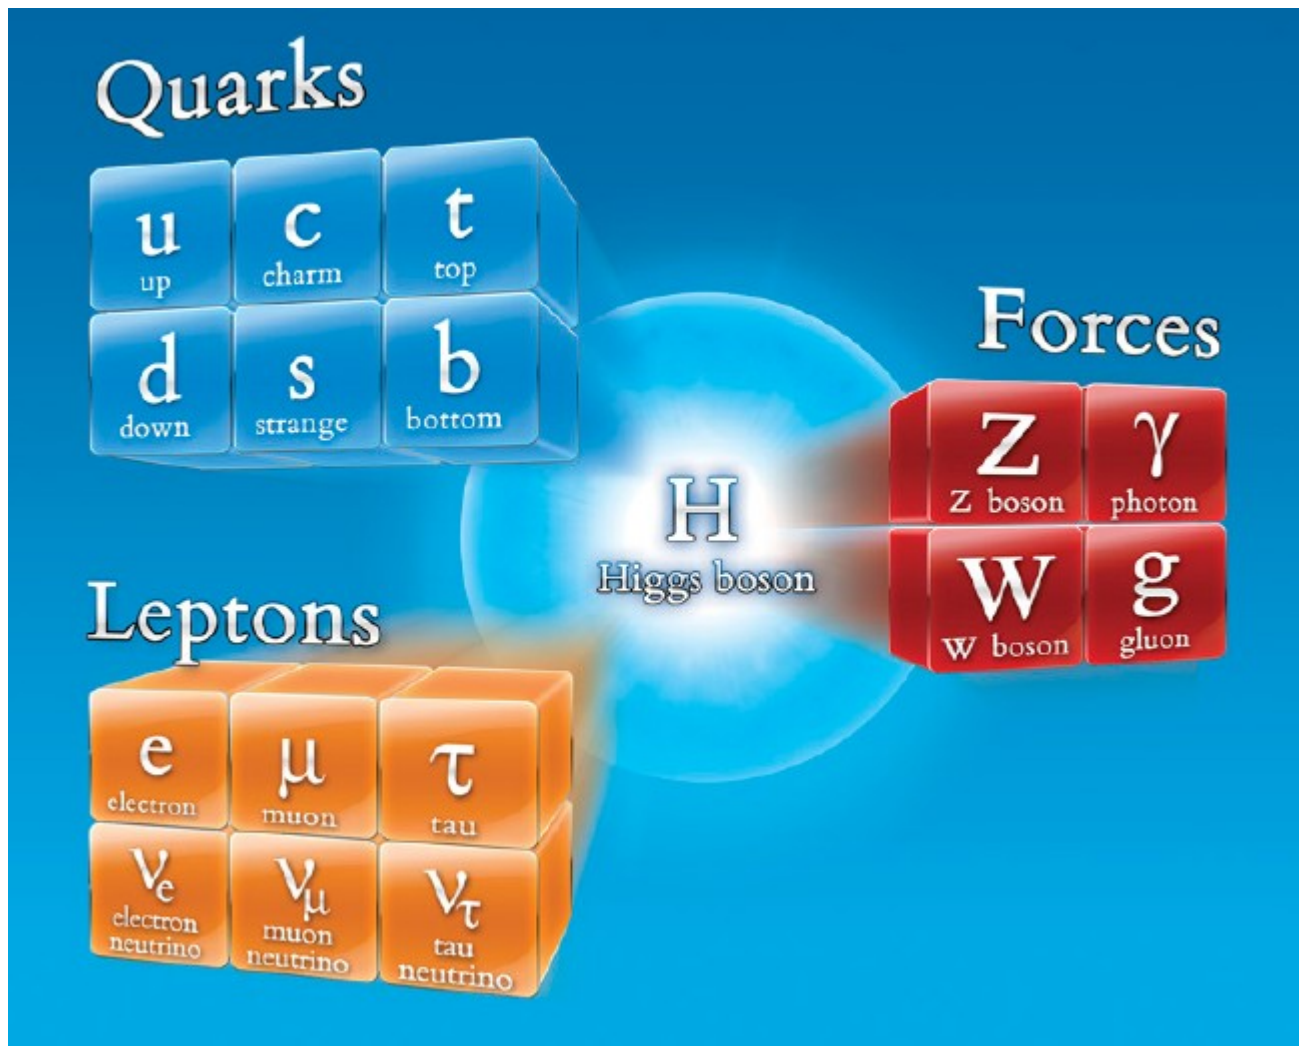 Quarks
u
up
c
charm
t
top
d
down
s
strange
b
bottom
Forces
Z
Z boson
γ
photon
W
W boson
g
gluon
H
Higgs boson
Leptons
e
electron
μ
muon
τ
tau
νe
electron
neutrino
νμ
muon
neutrino
ντ
tau
neutrino